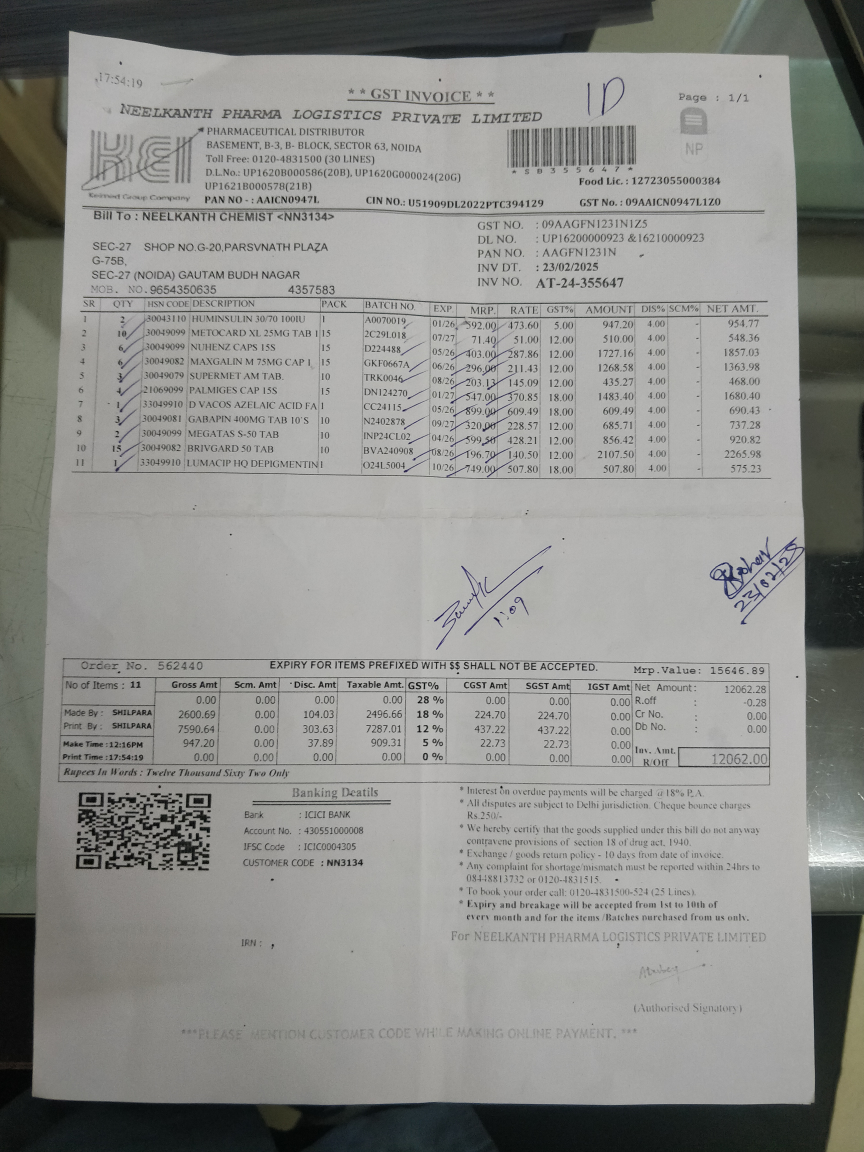 17:54:19
* * GST INVOICE * *
1D
Page : 1/1
NEELKANTH PHARMA LOGISTICS PRIVATE LIMITED
PHARMACEUTICAL DISTRIBUTOR
BASEMENT, B-3, B- BLOCK, SECTOR 63, NOIDA
Toll Free: 0120-4831500 (30 LINES)
D.L.No.: UP1620B000586(20B), UP1620G000024(20G)
UP1621B000578(21B)
PAN NO - : AAICN0947L
CIN NO.: U51909DL2022PTC394129
KEI
Group Company
* S B 3 5 5 6 4 7 *
NP
Food Lic. : 12723055000384
GST No. : 09AAICN0947L1Z0
Bill To : NEELKANTH CHEMIST <NN3134>
SEC-27 SHOP NO.G-20,PARSVNATH PLAZA
G-75B,
SEC-27 (NOIDA) GAUTAM BUDH NAGAR
MOB. NO.9654350635 4357583
GST NO. : 09AAGFN1231N1Z5
DL NO. : UP16200000923 &16210000923
PAN NO. : AAGFN1231N
INV DT. : 23/02/2025
INV NO. AT-24-355647
SR QTY HSN CODE DESCRIPTION PACK BATCH NO. EXP MRP. RATE GST% AMOUNT DIS% SCM% NET AMT.
1 2 30043110 HUMINSULIN 30/70 100IU 1 A0070019 01/26 592.00 473.60 5.00 947.20 4.00 - 954.77
2 10 30049099 METOCARD XL 25MG TAB 1 15 2C29L018 07/27 71.40 51.00 12.00 510.00 4.00 - 548.36
3 6 30049099 NUHENZ CAPS 15S 15 D224488 05/26 403.00 287.86 12.00 1727.16 4.00 - 1857.03
4 6 30049082 MAXGALIN M 75MG CAP 1 15 GKF0667A 06/26 296.00 211.43 12.00 1268.58 4.00 - 1363.98
5 3 30049079 SUPERMET AM TAB. 10 TRK0046 08/26 203.13 145.09 12.00 435.27 4.00 - 468.00
6 4 21069099 PALMIGES CAP 15S 15 DN124270 01/27 547.00 370.85 18.00 1483.40 4.00 - 1680.40
7 1 33049910 D VACOS AZELAIC ACID FA 1 CC24115 05/26 899.00 609.49 18.00 609.49 4.00 - 690.43
8 3 30049081 GABAPIN 400MG TAB 10'S 10 N2402878 09/27 320.00 228.57 12.00 685.71 4.00 - 737.28
9 2 30049099 MEGATAS S-50 TAB 10 INP24CL02 04/26 599.50 428.21 12.00 856.42 4.00 - 920.82
10 15 30049082 BRIVGARD 50 TAB 10 BVA240908 08/26 196.70 140.50 12.00 2107.50 4.00 - 2265.98
11 1 33049910 LUMACIP HQ DEPIGMENTIN 1 O24L5004 10/26 749.00 507.80 18.00 507.80 4.00 - 575.23
1:09
23/02/25
Order No. 562440 EXPIRY FOR ITEMS PREFIXED WITH $$ SHALL NOT BE ACCEPTED. Mrp.Value: 15646.89
No of Items : 11 Gross Amt Scm. Amt Disc. Amt Taxable Amt. GST% CGST Amt SGST Amt IGST Amt Net Amount: 12062.28
0.00 0.00 0.00 0.00 28 % 0.00 0.00 0.00 R.off : -0.28
Made By : SHILPARA 2600.69 0.00 104.03 2496.66 18 % 224.70 224.70 0.00 Cr No. : 0.00
Print By : SHILPARA 7590.64 0.00 303.63 7287.01 12 % 437.22 437.22 0.00 Db No. : 0.00
Make Time :12:16PM 947.20 0.00 37.89 909.31 5 % 22.73 22.73 0.00
Print Time :17:54:19 0.00 0.00 0.00 0.00 0 % 0.00 0.00 0.00 Inv. Amt. R/Off 12062.00
Rupees In Words : Twelve Thousand Sixty Two Only
Banking Deatils
Bank : ICICI BANK
Account No. : 430551000008
IFSC Code : ICIC0004305
CUSTOMER CODE : NN3134
IRN :
* Interest on overdue payments will be charged @ 18% P.A.
* All disputes are subject to Delhi jurisdiction. Cheque bounce charges
Rs.250/-
* We hereby certify that the goods supplied under this bill do not anyway
contravene provisions of section 18 of drug act, 1940.
* Exchange / goods return policy - 10 days from date of invoice.
* Any complaint for shortage/mismatch must be reported within 24hrs to
08448813732 or 0120-4831515.
* To book your order call: 0120-4831500-524 (25 Lines).
* Expiry and breakage will be accepted from 1st to 10th of
every month and for the items /Batches purchased from us only.
For NEELKANTH PHARMA LOGISTICS PRIVATE LIMITED
(Authorised Signatory)
***PLEASE MENTION CUSTOMER CODE WHILE MAKING ONLINE PAYMENT. ***